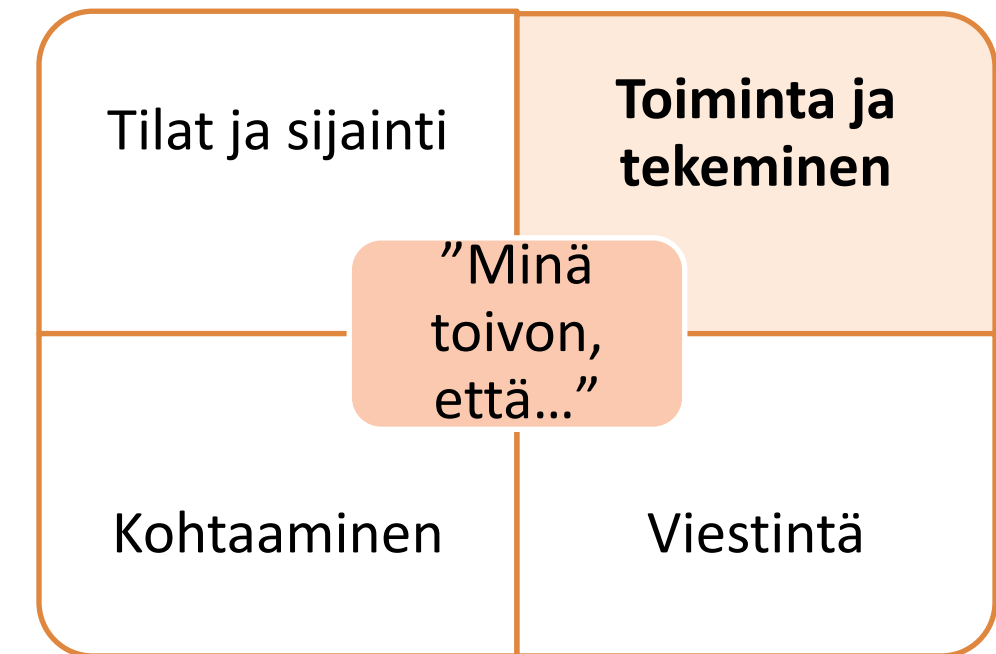 Tilat ja sijainti
Toiminta ja
tekeminen
”Minä
toivon,
että…”
Kohtaaminen
Viestintä